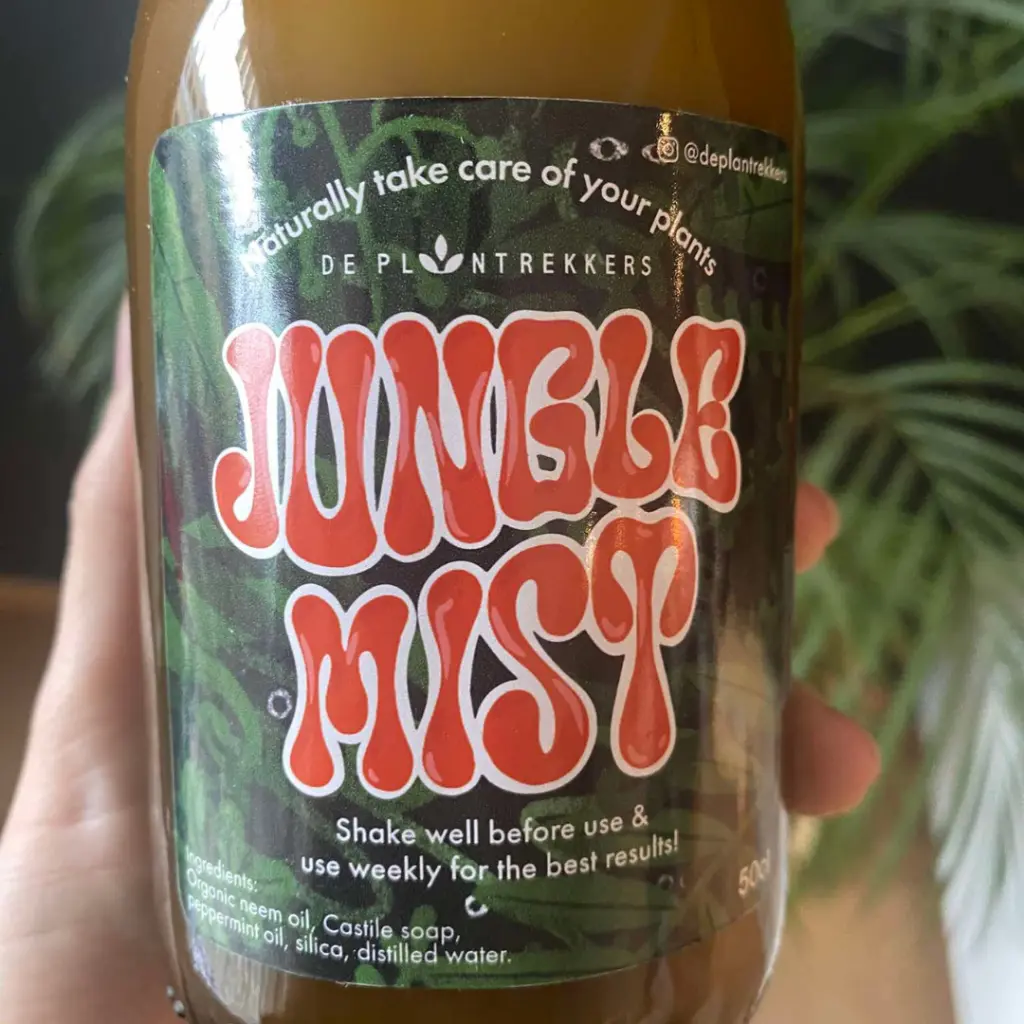 @deplantrekkers
Naturally take care of your plants
DE PLANTREKKERS
JUNGLE
MIST
Shake well before use &
use weekly for the best results!
50cl
Ingredients:
Organic neem oil, Castile soap,
peppermint oil, silica, distilled water.